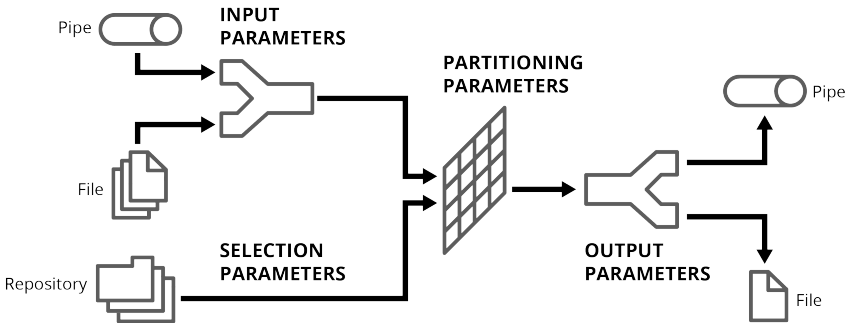 Pipe
INPUT
PARAMETERS
File
Repository
SELECTION
PARAMETERS
PARTITIONING
PARAMETERS
OUTPUT
PARAMETERS
Pipe
File